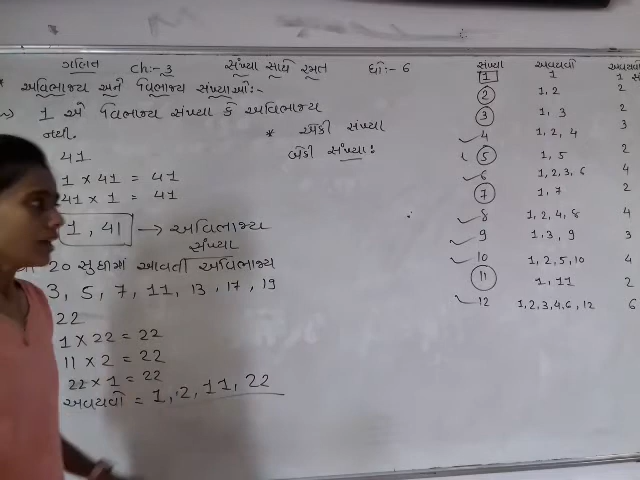 ગણિત ch:- 3 સંખ્યા સાથે રમત ધો:- 6
* અવિભાજ્ય અને વિભાજ્ય સંખ્યાઓ:-
1 એ વિભાજ્ય સંખ્યા કે અવિભાજ્ય
નથી.
* એકી સંખ્યા
બેકી સંખ્યા:
41
1 × 41 = 41
41 × 1 = 41
1, 41 → અવિભાજ્ય
સંખ્યા
20 સુધીમાં આવતી અવિભાજ્ય
3, 5, 7, 11, 13, 17, 19
22
1 × 22 = 22
11 × 2 = 22
22 × 1 = 22
અવયવો = 1, 2, 11, 22
સંખ્યા અવયવો અવયવો
1 1 1
2 1, 2 2
3 1, 3 2
4 1, 2, 4 3
5 1, 5 2
6 1, 2, 3, 6 4
7 1, 7 2
8 1, 2, 4, 8 4
9 1, 3, 9 3
10 1, 2, 5, 10 4
11 1, 11 2
12 1, 2, 3, 4, 6, 12 6